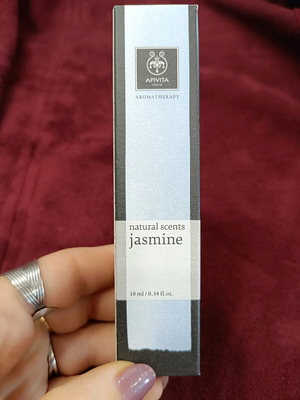 APIVITA
AROMATHERAPY
natural scents
jasmine
10 ml / 0.34 fl.oz.